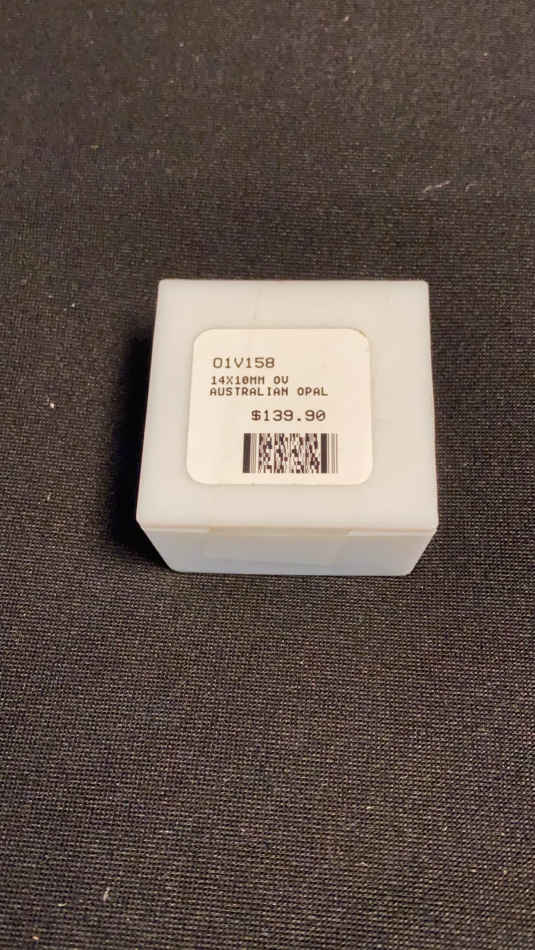 01V158
14X10MM OV
AUSTRALIAN OPAL
$139.90